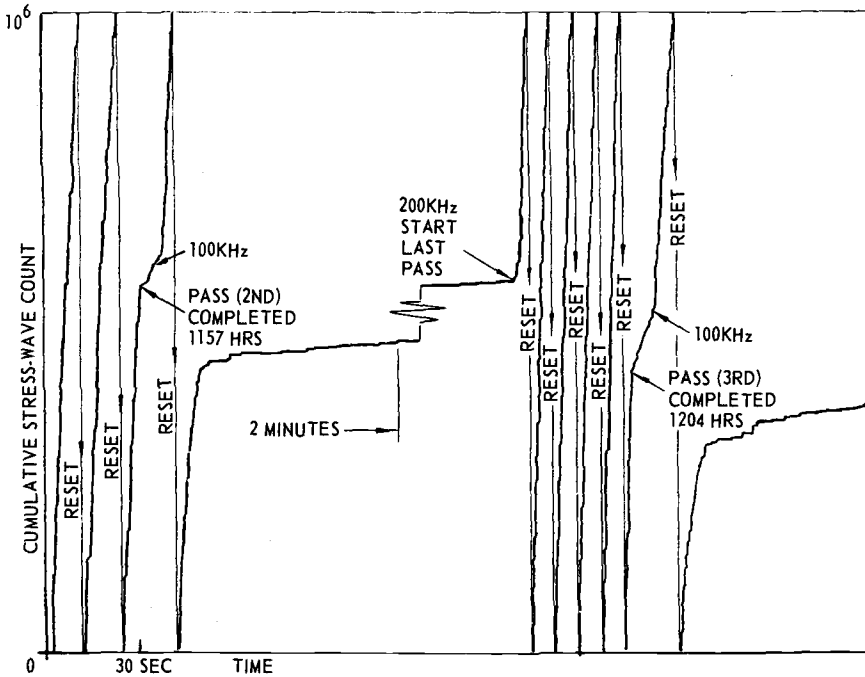 10⁶
CUMULATIVE STRESS-WAVE COUNT
RESET
RESET
100KHz
PASS (2ND)
COMPLETED
1157 HRS
RESET
2 MINUTES
200KHz
START
LAST
PASS
RESET
RESET
RESET
RESET
RESET
RESET
100KHz
PASS (3RD)
COMPLETED
1204 HRS
0
30 SEC
TIME